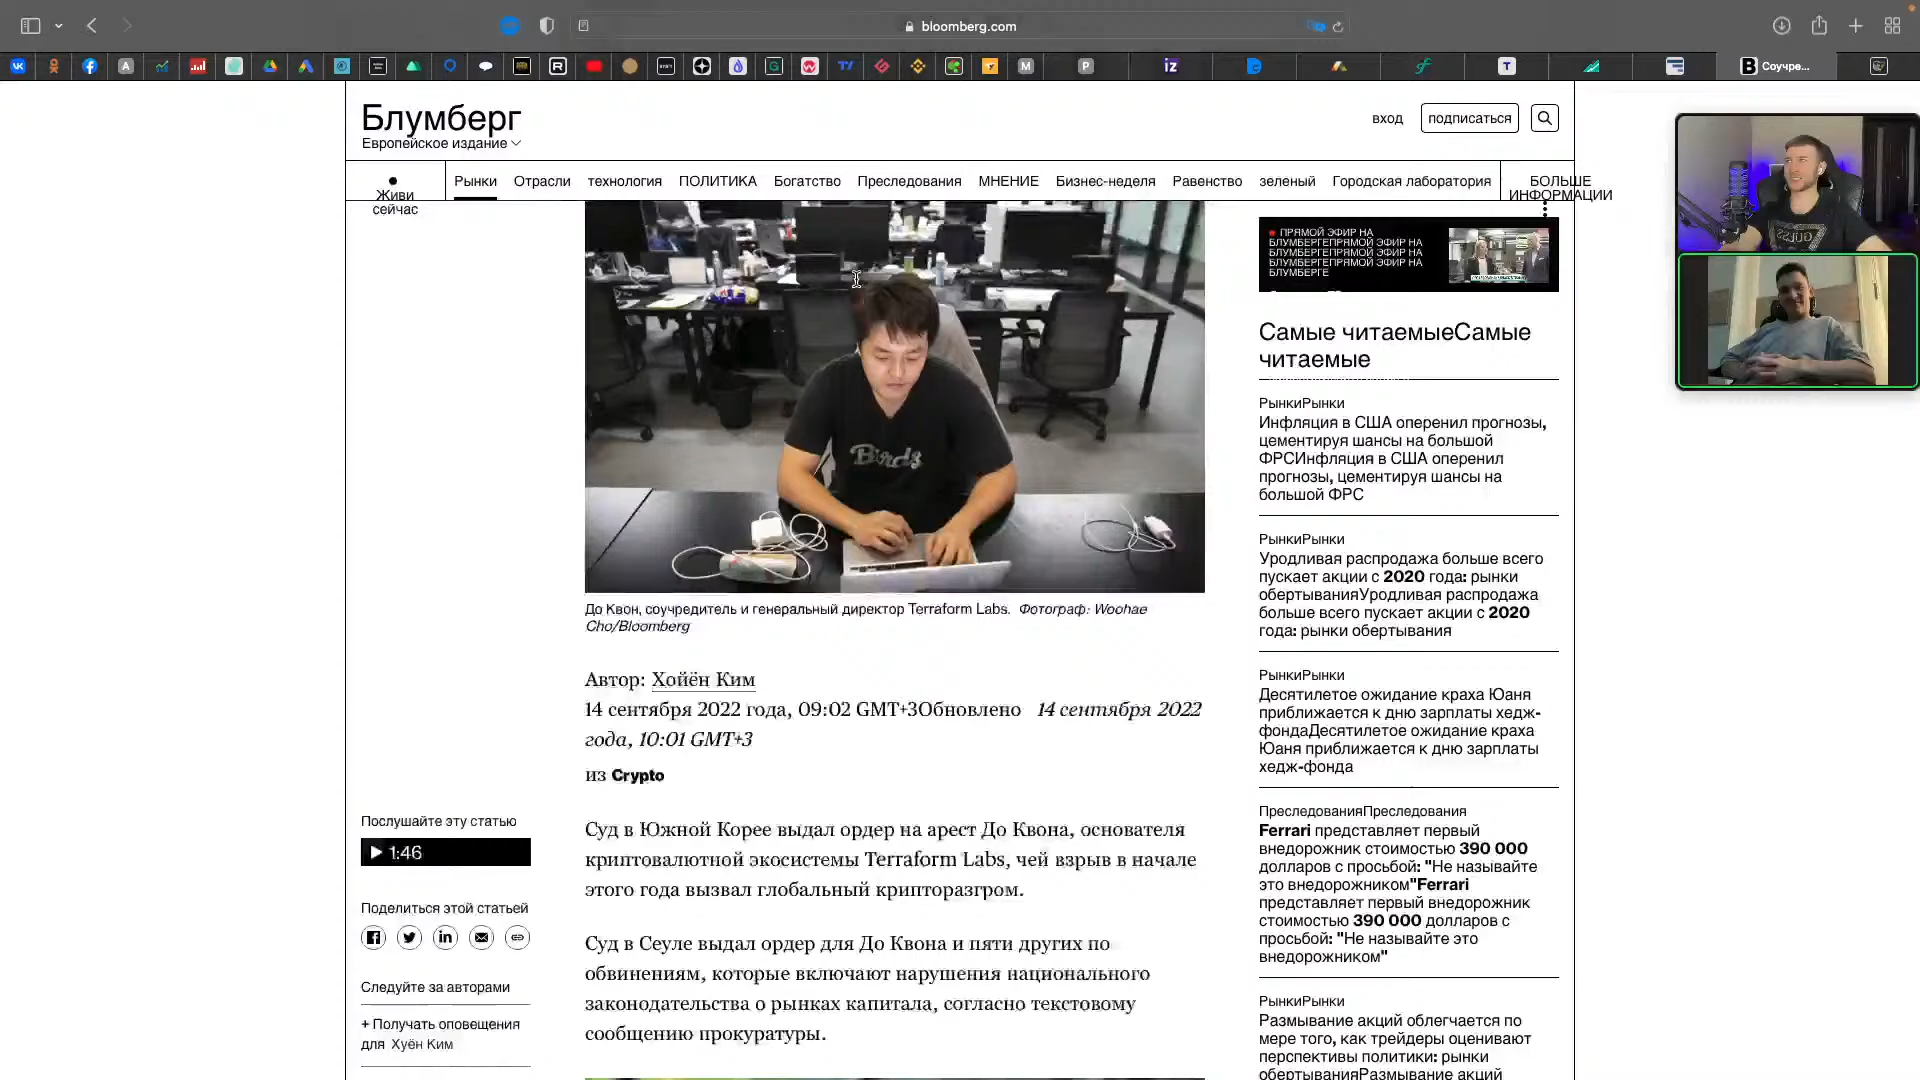 bloomberg.com
Соучре...
Блумберг
Европейское издание
вход
подписаться
Живи
сейчас
Рынки
Отрасли
технология
ПОЛИТИКА
Богатство
Преследования
МНЕНИЕ
Бизнес-неделя
Равенство
зеленый
Городская лаборатория
БОЛЬШЕ
ИНФОРМАЦИИ
Birds
До Квон, соучредитель и генеральный директор Terraform Labs. Фотограф: Woohae
Cho/Bloomberg
Автор: Хойён Ким
14 сентября 2022 года, 09:02 GMT+3Обновлено 14 сентября 2022
года, 10:01 GMT+3
из Crypto
Суд в Южной Корее выдал ордер на арест До Квона, основателя
криптовалютной экосистемы Terraform Labs, чей взрыв в начале
этого года вызвал глобальный крипторазгром.
Суд в Сеуле выдал ордер для До Квона и пяти других по
обвинениям, которые включают нарушения национального
законодательства о рынках капитала, согласно текстовому
сообщению прокуратуры.
Послушайте эту статью
1:46
Поделиться этой статьей
Следуйте за авторами
+ Получать оповещения
для Хуён Ким
ПРЯМОЙ ЭФИР НА
БЛУМБЕРГЕПРЯМОЙ ЭФИР НА
БЛУМБЕРГЕПРЯМОЙ ЭФИР НА
БЛУМБЕРГЕ
Самые читаемыеСамые
читаемые
РынкиРынки
Инфляция в США оперенил прогнозы,
цементируя шансы на большой
ФРСИнфляция в США оперенил
прогнозы, цементируя шансы на
большой ФРС
РынкиРынки
Уродливая распродажа больше всего
пускает акции с 2020 года: рынки
обертыванияУродливая распродажа
больше всего пускает акции с 2020
года: рынки обертывания
РынкиРынки
Десятилетое ожидание краха Юаня
приближается к дню зарплаты хедж-
фондаДесятилетое ожидание краха
Юаня приближается к дню зарплаты
хедж-фонда
ПреследованияПреследования
Ferrari представляет первый
внедорожник стоимостью 390 000
долларов с просьбой: "Не называйте
это внедорожником"Ferrari
представляет первый внедорожник
стоимостью 390 000 долларов с
просьбой: "Не называйте это
внедорожником"
РынкиРынки
Размывание акций облегчается по
мере того, как трейдеры оценивают
перспективы политики: рынки
обертыванияРазмывание акций